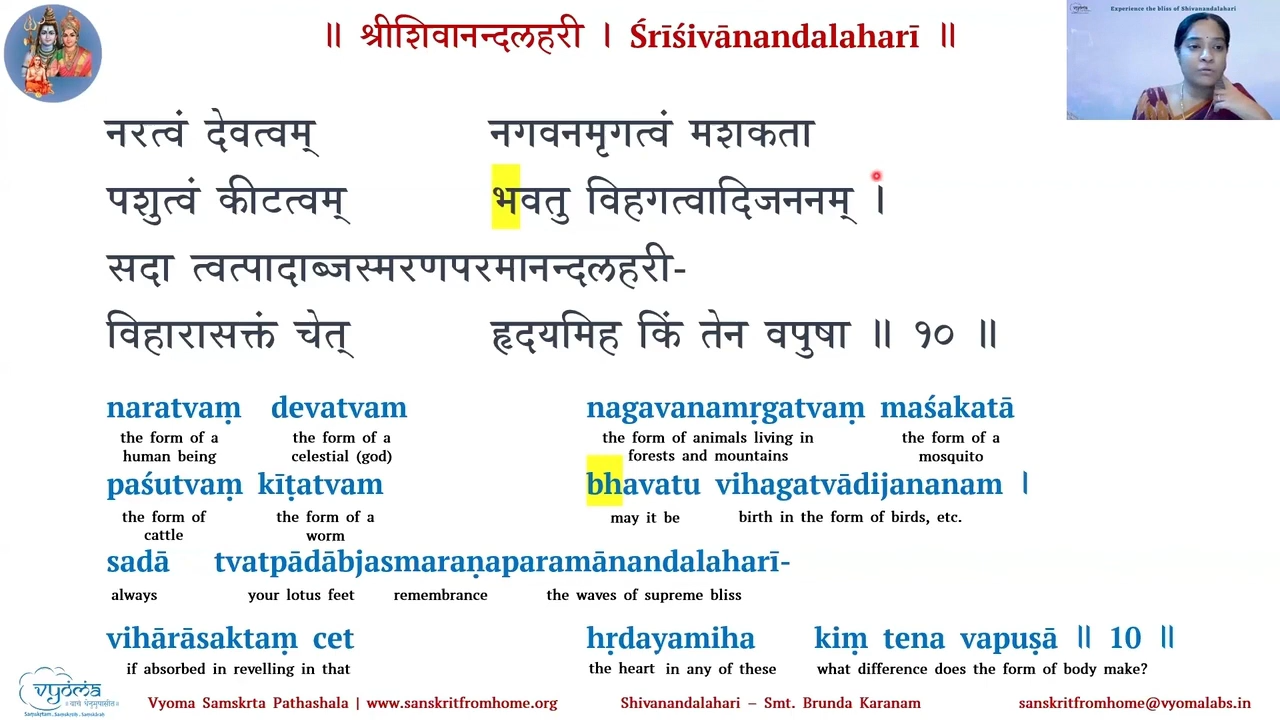 ॥ श्रीशिवानन्दलहरी । Śrīśivānandalaharī ॥
Experience the bliss of Shivanandalahari
नरत्वं देवत्वम् नगवनमृगत्वं मशकता
पशुत्वं कीटत्वम् भवतु विहगत्वादिजननम् ।
सदा त्वत्पादाब्जस्मरणपरमानन्दलहरी-
विहारासक्तं चेत् हृदयमिह किं तेन वपुषा ॥ १० ॥
naratvaṃ devatvam nagavanamṛgatvaṃ maśakatā
the form of a the form of a the form of animals living in the form of a
human being celestial (god) forests and mountains mosquito
paśutvaṃ kīṭatvam bhavatu vihagatvādijananam ।
the form of the form of a may it be birth in the form of birds, etc.
cattle worm
sadā tvatpādābjasmaraṇaparamānandalaharī-
always your lotus feet remembrance the waves of supreme bliss
vihārāsaktaṃ cet hṛdayamiha kiṃ tena vapuṣā ॥ 10 ॥
if absorbed in revelling in that the heart in any of these what difference does the form of body make?
vyoma
Vyoma Samskrta Pathashala | www.sanskritfromhome.org Shivanandalahari – Smt. Brunda Karanam sanskritfromhome@vyomalabs.in